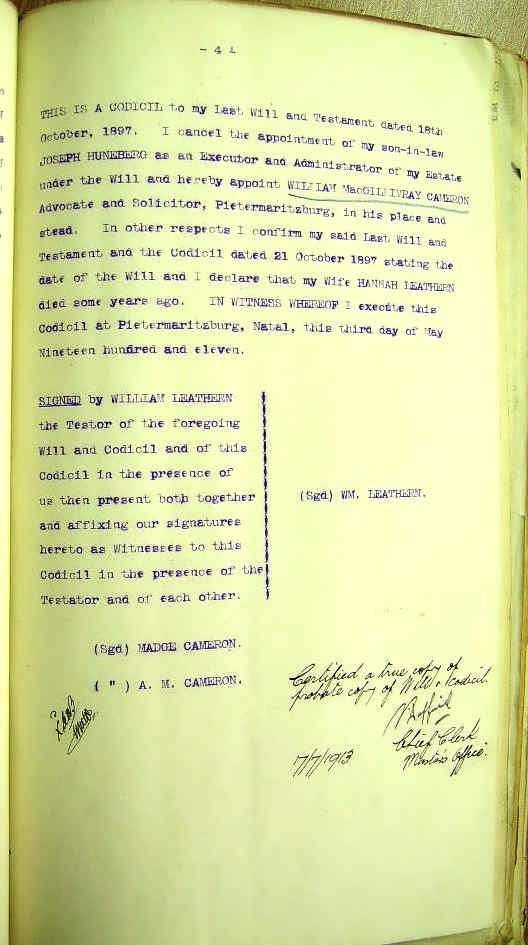 - 4 -
THIS IS A CODICIL to my Last Will and Testament dated 18th
October, 1897. I cancel the appointment of my son-in-law
JOSEPH HUNEBERG as an Executor and Administrator of my Estate
under the Will and hereby appoint WILLIAM MacGILLIVRAY CAMERON
Advocate and Solicitor, Pietermaritzburg, in his place and
stead. In other respects I confirm my said Last Will and
Testament and the Codicil dated 21 October 1897 stating the
date of the Will and I declare that my Wife HANNAH LEATHERN
died some years ago. IN WITNESS WHEREOF I execute this
Codicil at Pietermaritzburg, Natal, this third day of May
Nineteen hundred and eleven.
SIGNED by WILLIAM LEATHERN
the Testor of the foregoing
Will and Codicil and of this
Codicil in the presence of
us then present both together
and affixing our signatures
hereto as Witnesses to this
Codicil in the presence of the
Testator and of each other.
(Sgd) WM. LEATHERN.
(Sgd) MADGE CAMERON.
( " ) A. M. CAMERON.
Certified a true copy of
probate copy of Will & Codicil.
Chief Clerk
Master's Office.
7/7/1913